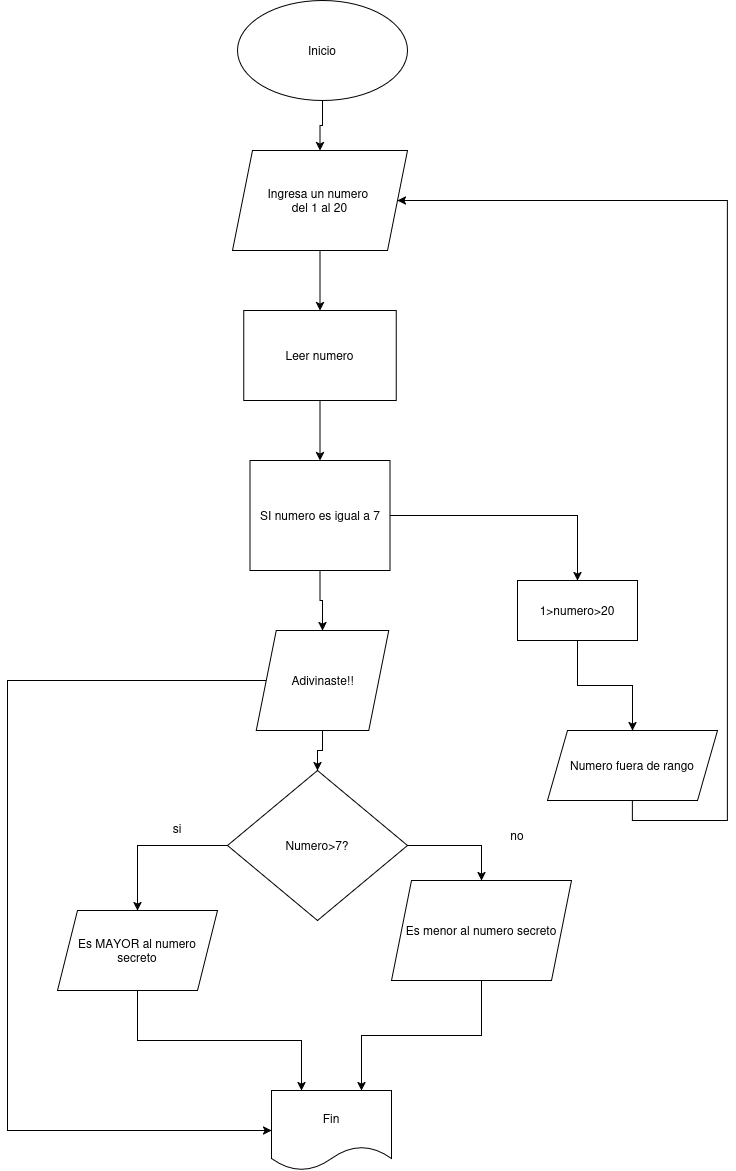 Inicio
Ingresa un numero
del 1 al 20
Leer numero
SI numero es igual a 7
1>numero>20
Adivinaste!!
Numero fuera de rango
si
Numero>7?
no
Es MAYOR al numero
secreto
Es menor al numero secreto
Fin